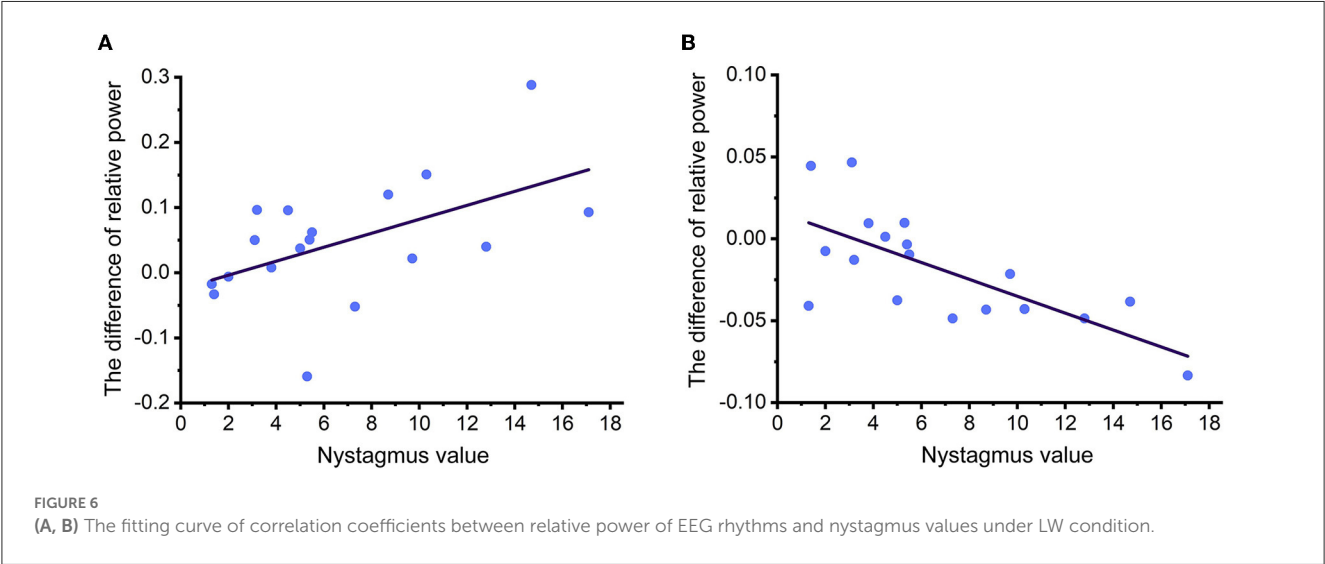 A
B
The difference of relative power
0.3
0.2
0.1
0.0
-0.1
-0.2
0 2 4 6 8 10 12 14 16 18
Nystagmus value
The difference of relative power
0.10
0.05
0.00
-0.05
-0.10
0 2 4 6 8 10 12 14 16 18
Nystagmus value
FIGURE 6
(A, B) The fitting curve of correlation coefficients between relative power of EEG rhythms and nystagmus values under LW condition.